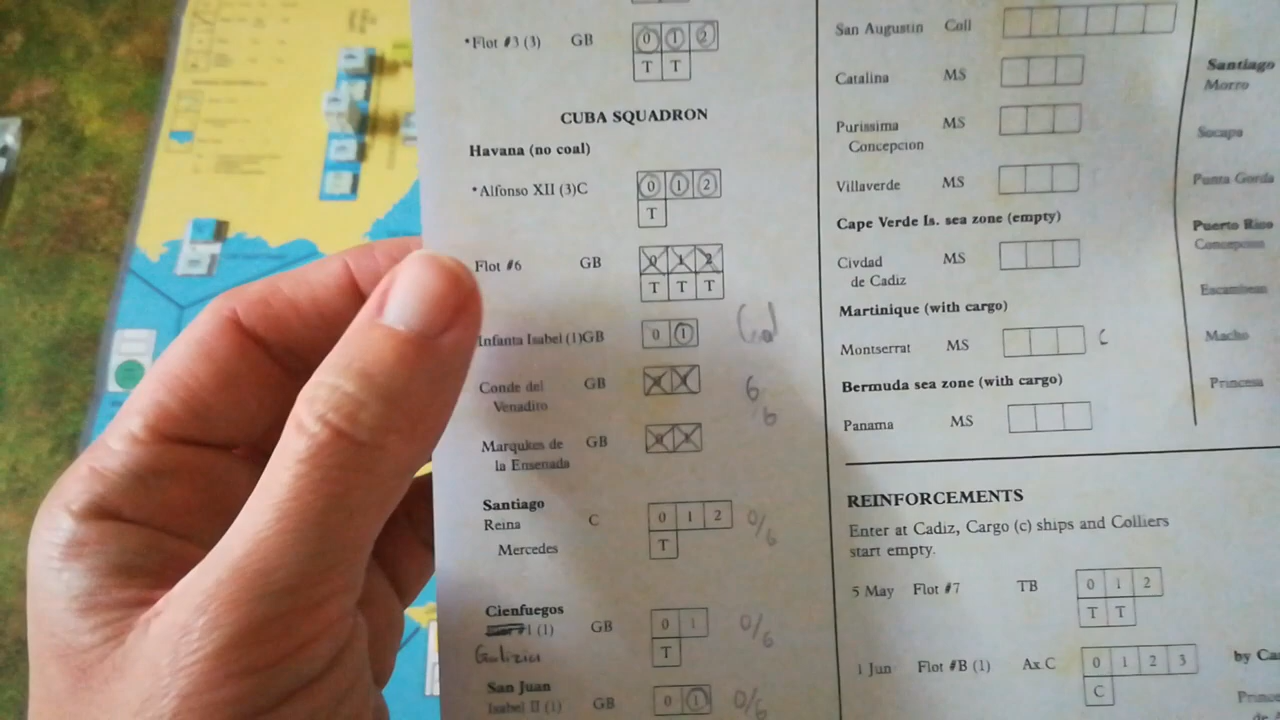 *Flot #3 (3) GB 0 1 2
T T
CUBA SQUADRON
Havana (no coal)
*Alfonso XII (3)C 0 1 2
T
Flot #6 GB 0 1 2
T T T
Infanta Isabel (1)GB 0 1
Conde del GB
Venadito 6
6
Marqukes de GB
la Ensenada
Santiago
Reina C 0 1 2 0/6
Mercedes T
Cienfuegos
#1 (1) GB 0 1 0/6
T
San Juan
Isabel II (1) GB 0 1 0/6
San Augustin Coll
Catalina MS
Purissima MS
Concepcion
Villaverde MS
Cape Verde Is. sea zone (empty)
Civdad MS
de Cadiz
Martinique (with cargo)
Montserrat MS C
Bermuda sea zone (with cargo)
Panama MS
REINFORCEMENTS
Enter at Cadiz, Cargo (c) ships and Colliers
start empty.
5 May Flot #7 TB 0 1 2
T T
1 Jun Flot #B (1) Ax.C 0 1 2 3
C
Santiago
Morro
Socapa
Punta Gorda
Puerto Rico
Concepcion
Escambron
Macho
Princesa
by